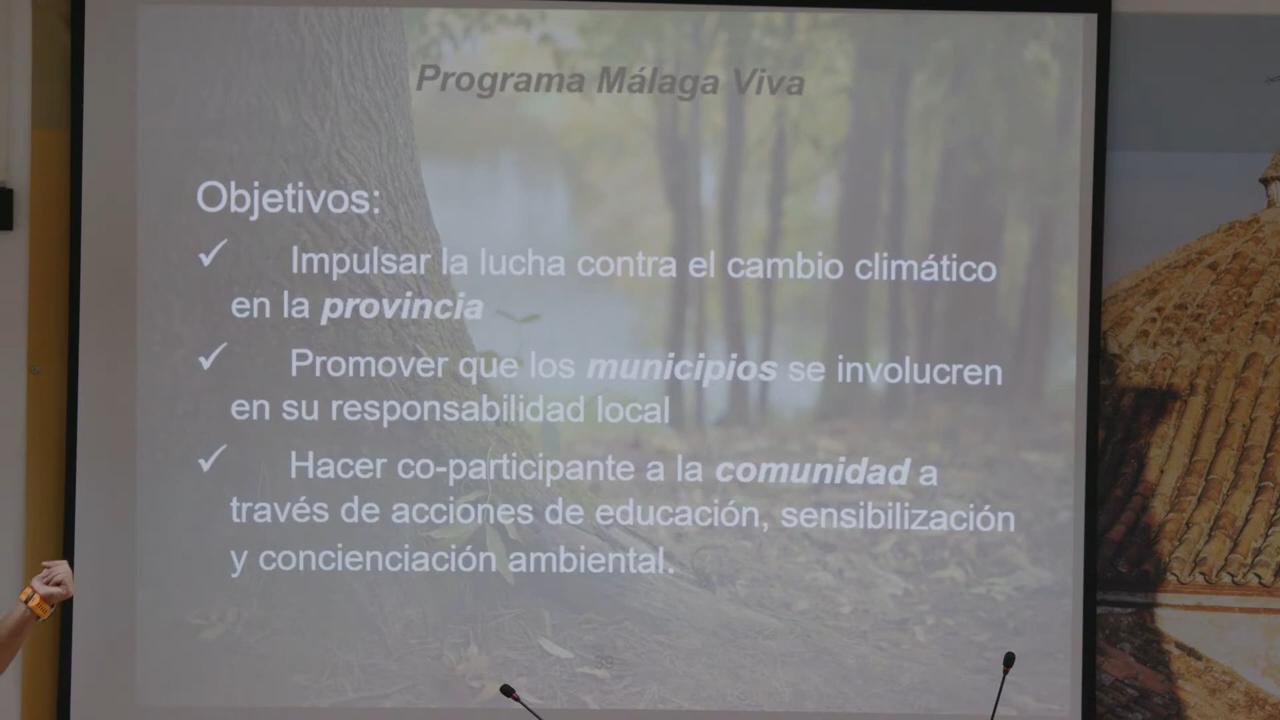 Programa Málaga Viva
Objetivos:
✓ Impulsar la lucha contra el cambio climático
en la provincia
✓ Promover que los municipios se involucren
en su responsabilidad local
✓ Hacer co-participante a la comunidad a
través de acciones de educación, sensibilización
y concienciación ambiental.